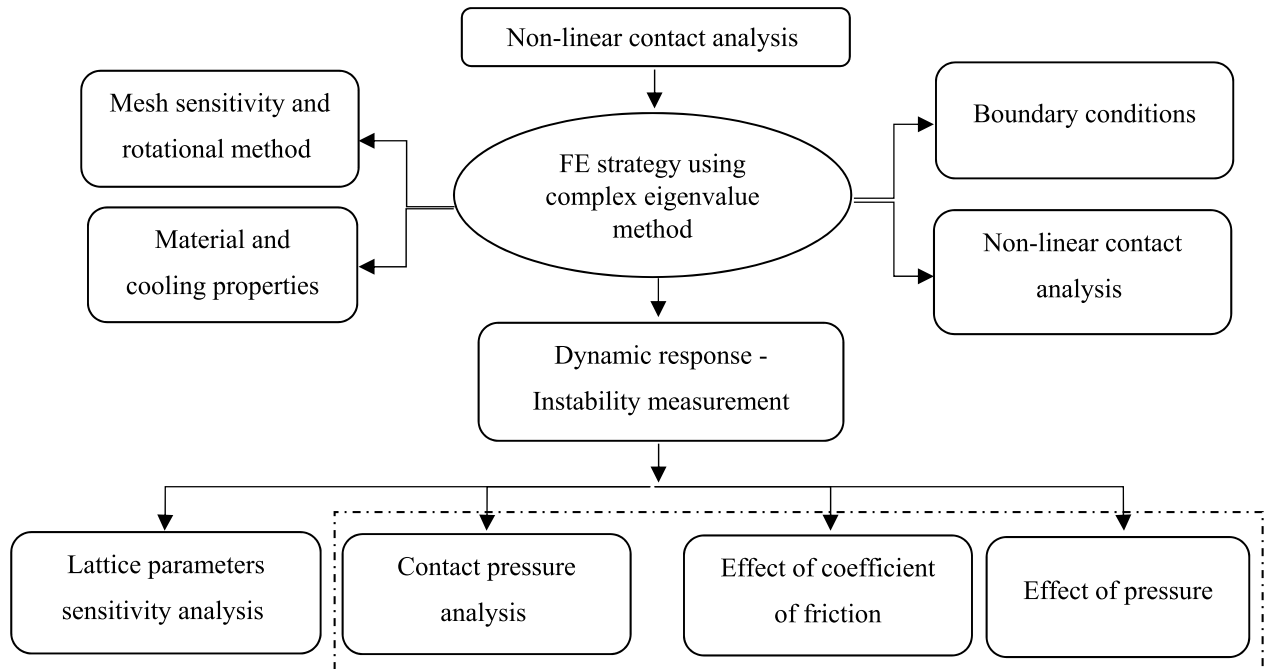 Non-linear contact analysis
Mesh sensitivity and
rotational method
Boundary conditions
FE strategy using
complex eigenvalue
method
Material and
cooling properties
Non-linear contact
analysis
Dynamic response -
Instability measurement
Lattice parameters
sensitivity analysis
Contact pressure
analysis
Effect of coefficient
of friction
Effect of pressure